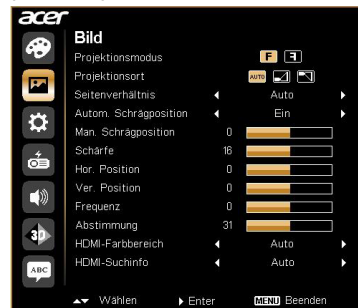 acer
Bild
Projektionsmodus F F
Projektionsort AUTO
Seitenverhältnis Auto
Autom. Schrägposition Ein
Man. Schrägposition 0
Schärfe 16
Hor. Position 0
Ver. Position 0
Frequenz 0
Abstimmung 31
HDMI-Farbbereich Auto
HDMI-Suchinfo Auto
3D
ABC
Wählen Enter MENU Beenden